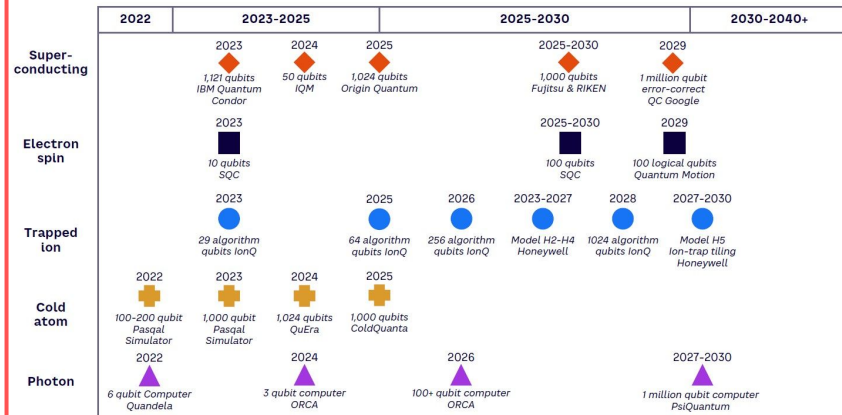 2022 2023-2025 2025-2030 2030-2040+
Super-
conducting
2023
1,121 qubits
IBM Quantum
Condor
2024
50 qubits
IQM
2025
1,024 qubits
Origin Quantum
2025-2030
1,000 qubits
Fujitsu & RIKEN
2029
1 million qubit
error-correct
QC Google
Electron
spin
2023
10 qubits
SQC
2025-2030
100 qubits
SQC
2029
100 logical qubits
Quantum Motion
Trapped
ion
2023
29 algorithm
qubits IonQ
2025
64 algorithm
qubits IonQ
2026
256 algorithm
qubits IonQ
2023-2027
Model H2-H4
Honeywell
2028
1024 algorithm
qubits IonQ
2027-2030
Model H5
Ion-trap tiling
Honeywell
Cold
atom
2022
100-200 qubit
Pasqal
Simulator
2023
1,000 qubit
Pasqal
Simulator
2024
1,024 qubits
QuEra
2025
1,000 qubits
ColdQuanta
Photon
2022
6 qubit Computer
Quandela
2024
3 qubit computer
ORCA
2026
100+ qubit computer
ORCA
2027-2030
1 million qubit computer
PsiQuantum